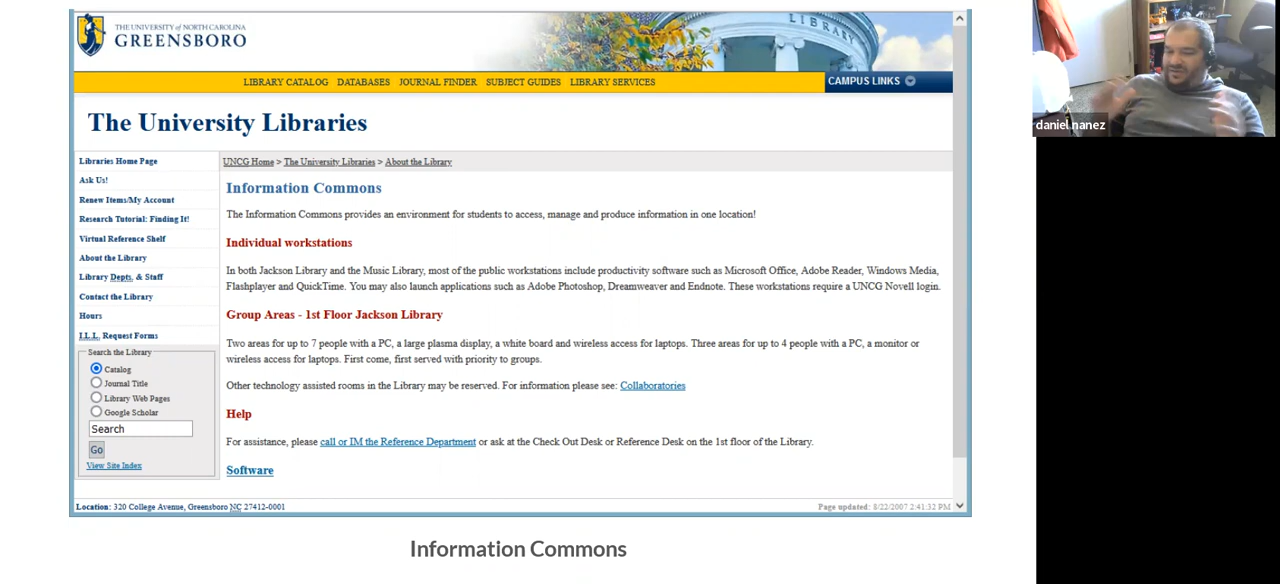 THE UNIVERSITY of NORTH CAROLINA
GREENSBORO
LIBRARY
LIBRARY CATALOG DATABASES JOURNAL FINDER SUBJECT GUIDES LIBRARY SERVICES
CAMPUS LINKS
The University Libraries
Libraries Home Page
Ask Us!
Renew Items/My Account
Research Tutorial: Finding It!
Virtual Reference Shelf
About the Library
Library Depts. & Staff
Contact the Library
Hours
I.L.L. Request Forms
Search the Library
Catalog
Journal Title
Library Web Pages
Google Scholar
Search
Go
View Site Index
UNCG Home > The University Libraries > About the Library
Information Commons
The Information Commons provides an environment for students to access, manage and produce information in one location!
Individual workstations
In both Jackson Library and the Music Library, most of the public workstations include productivity software such as Microsoft Office, Adobe Reader, Windows Media,
Flashplayer and QuickTime. You may also launch applications such as Adobe Photoshop, Dreamweaver and Endnote. These workstations require a UNCG Novell login.
Group Areas - 1st Floor Jackson Library
Two areas for up to 7 people with a PC, a large plasma display, a white board and wireless access for laptops. Three areas for up to 4 people with a PC, a monitor or
wireless access for laptops. First come, first served with priority to groups.
Other technology assisted rooms in the Library may be reserved. For information please see: Collaboratories
Help
For assistance, please call or IM the Reference Department or ask at the Check Out Desk or Reference Desk on the 1st floor of the Library.
Software
Location: 320 College Avenue, Greensboro NC 27412-0001
Page updated: 8/22/2007 2:41:32 PM
Information Commons
daniel nanez